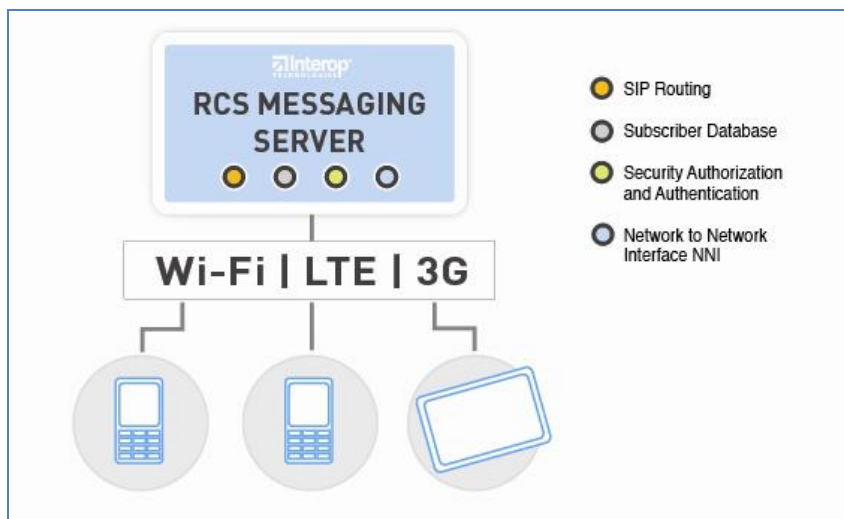 Interop
TECHNOLOGIES
RCS MESSAGING
SERVER
Wi-Fi | LTE | 3G
SIP Routing
Subscriber Database
Security Authorization
and Authentication
Network to Network
Interface NNI